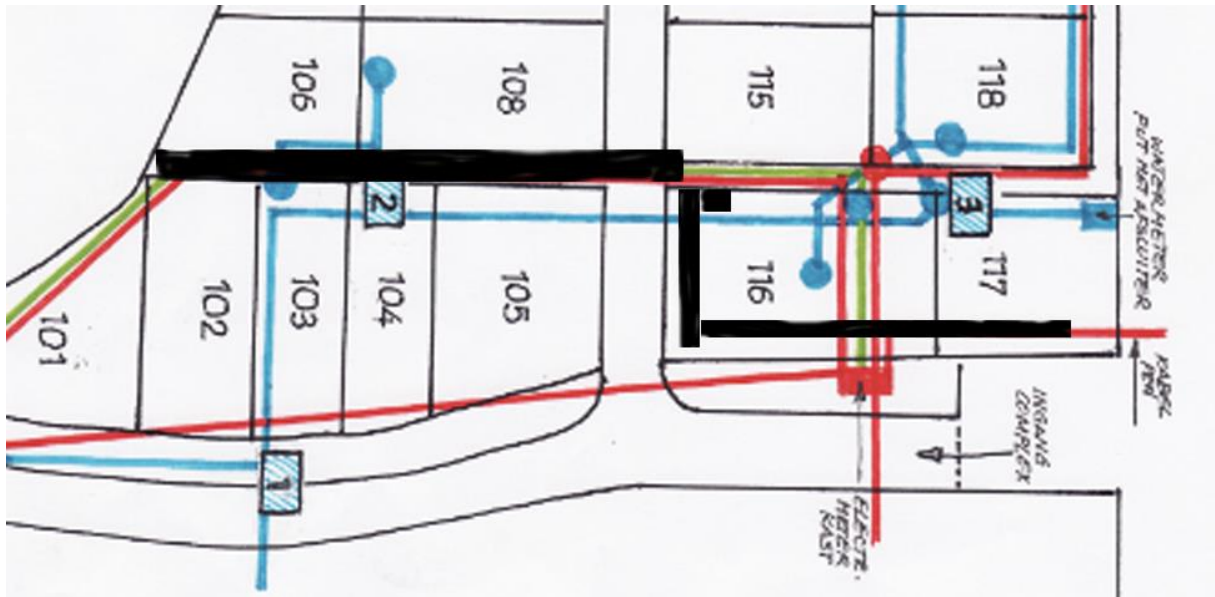 106
108
115
118
WATERMETER
PUT MET AFSLUITER
2
3
101
102
103
104
105
116
117
KABEL
PEN
INGANG
COMPLEX
1
ELECTR.
METER
KAST